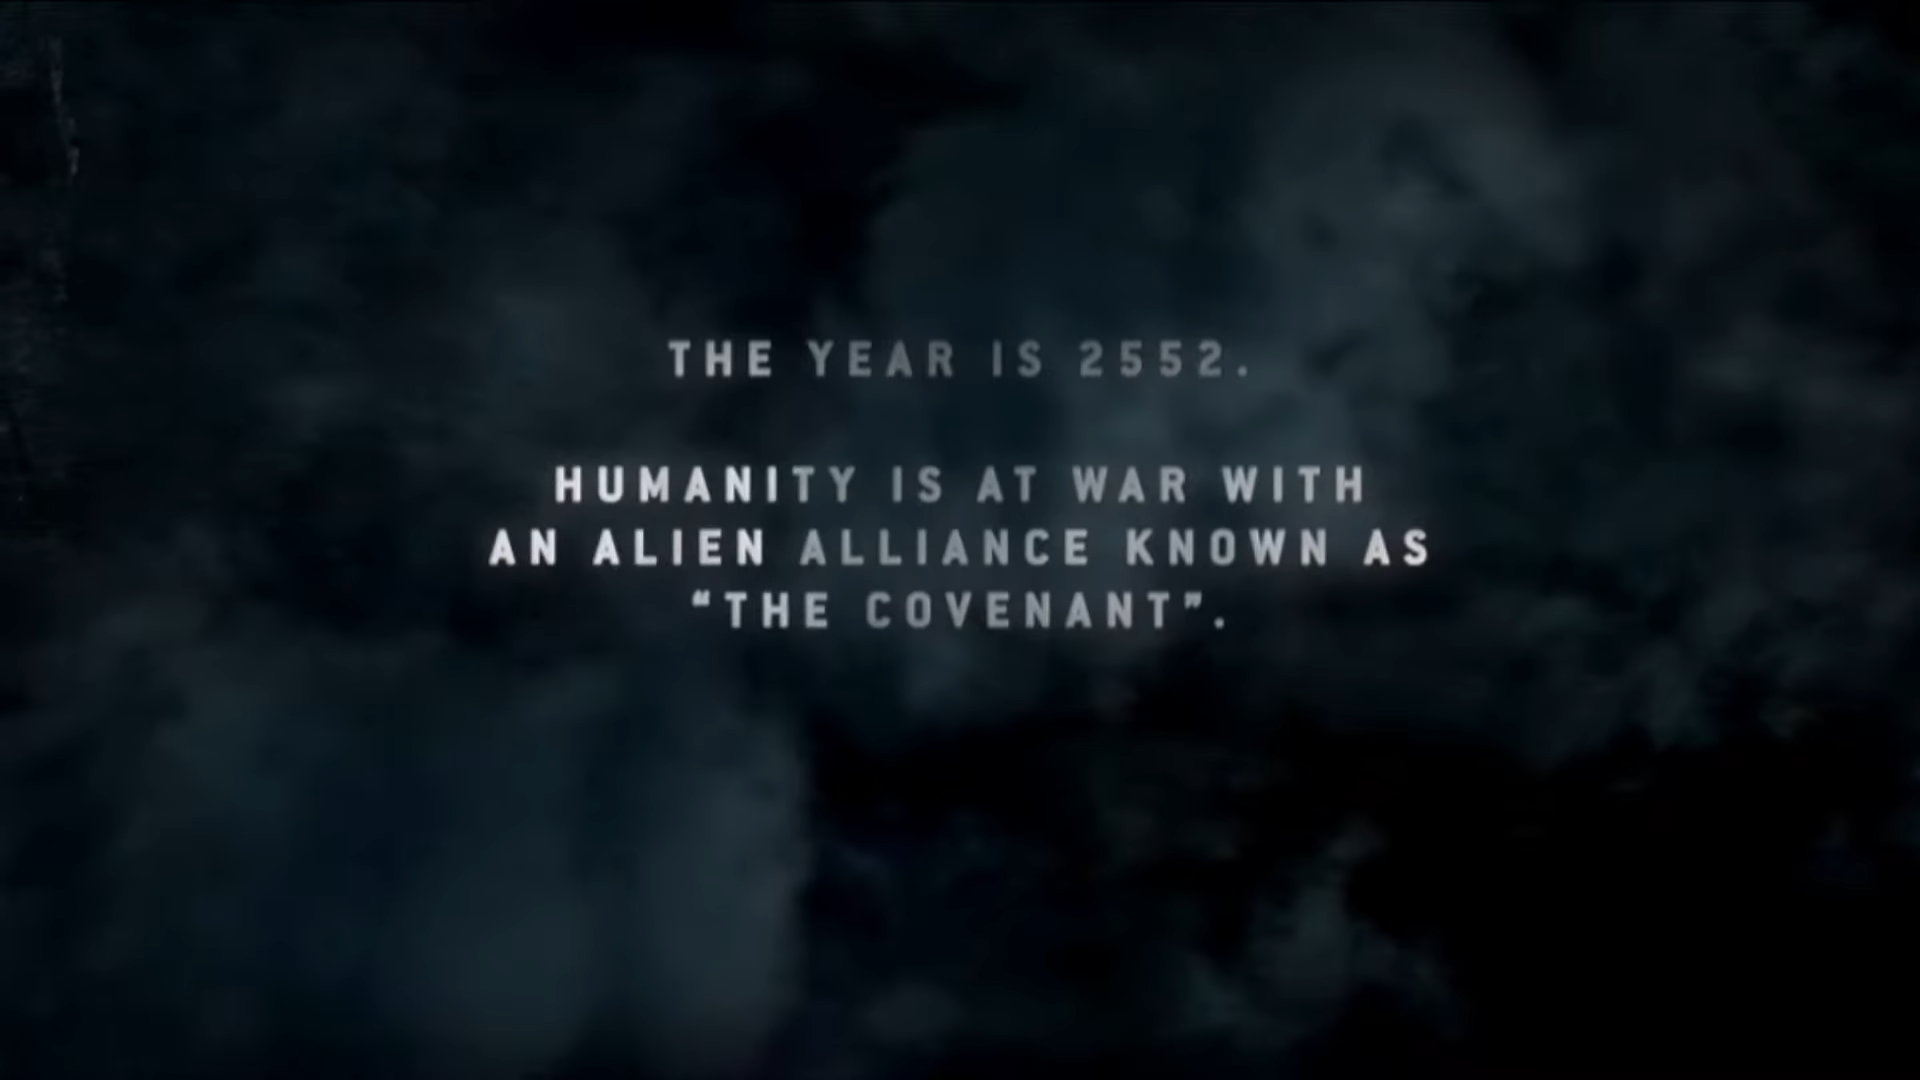 THE YEAR IS 2552.
HUMANITY IS AT WAR WITH
AN ALIEN ALLIANCE KNOWN AS
“THE COVENANT”.